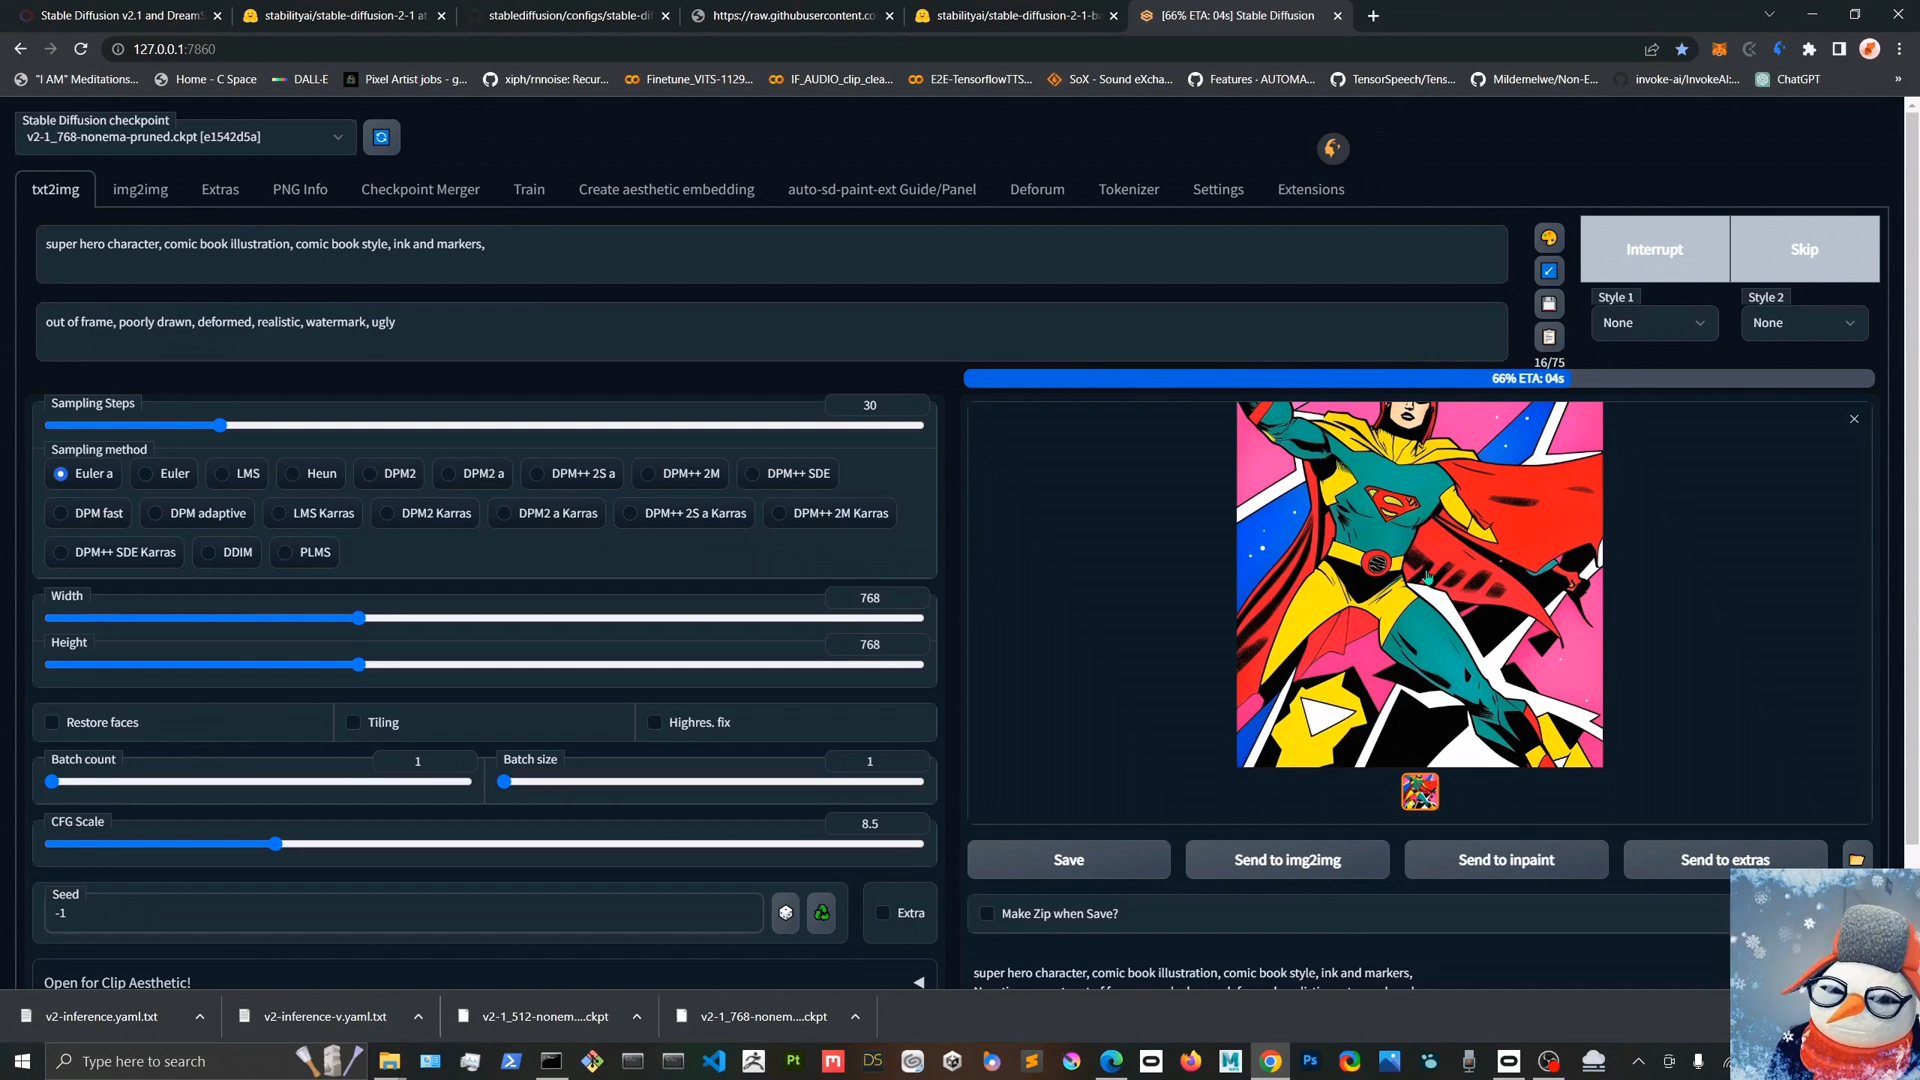 Stable Diffusion v2.1 and DreamS
stabilityai/stable-diffusion-2-1 at
stablediffusion/configs/stable-dif
https://raw.githubusercontent.co
stabilityai/stable-diffusion-2-1-ba
[66% ETA: 04s] Stable Diffusion
127.0.0.1:7860
"I AM" Meditations...
Home - C Space
DALL·E
Pixel Artist jobs - g...
xiph/rnnoise: Recur...
Finetune_VITS-1129...
IF_AUDIO_clip_clea...
E2E-TensorflowTTS...
SoX - Sound eXcha...
Features · AUTOMA...
TensorSpeech/Tens...
Mildemelwe/Non-E...
invoke-ai/InvokeAI:...
ChatGPT
Stable Diffusion checkpoint
v2-1_768-nonema-pruned.ckpt [e1542d5a]
txt2img
img2img
Extras
PNG Info
Checkpoint Merger
Train
Create aesthetic embedding
auto-sd-paint-ext Guide/Panel
Deforum
Tokenizer
Settings
Extensions
super hero character, comic book illustration, comic book style, ink and markers,
out of frame, poorly drawn, deformed, realistic, watermark, ugly
Interrupt
Skip
Style 1
None
Style 2
None
16/75
66% ETA: 04s
Sampling Steps
30
Sampling method
Euler a
Euler
LMS
Heun
DPM2
DPM2 a
DPM++ 2S a
DPM++ 2M
DPM++ SDE
DPM fast
DPM adaptive
LMS Karras
DPM2 Karras
DPM2 a Karras
DPM++ 2S a Karras
DPM++ 2M Karras
DPM++ SDE Karras
DDIM
PLMS
Width
768
Height
768
Restore faces
Tiling
Highres. fix
Batch count
1
Batch size
1
CFG Scale
8.5
Seed
-1
Extra
Open for Clip Aesthetic!
Save
Send to img2img
Send to inpaint
Send to extras
Make Zip when Save?
super hero character, comic book illustration, comic book style, ink and markers,
v2-inference.yaml.txt
v2-inference-v.yaml.txt
v2-1_512-nonem....ckpt
v2-1_768-nonem....ckpt
Type here to search
Pt
DS
Ps